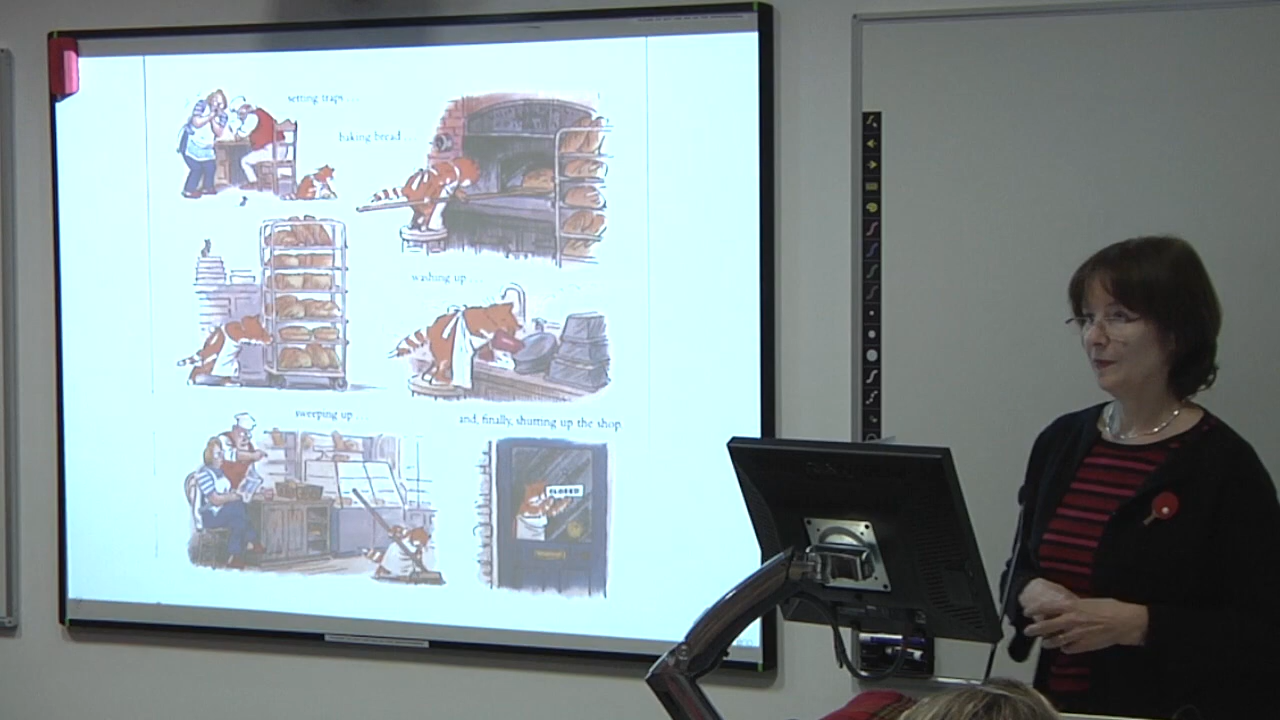 setting traps . . .
baking bread . . .
washing up . . .
sweeping up . . .
and, finally, shutting up the shop.
CLOSED